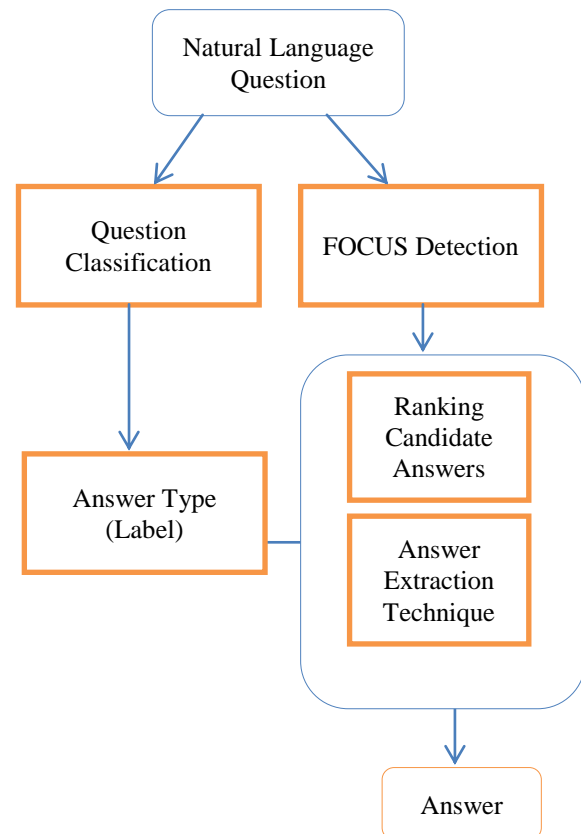 Natural Language
Question
Question
Classification
FOCUS Detection
Ranking
Candidate
Answers
Answer Type
(Label)
Answer
Extraction
Technique
Answer